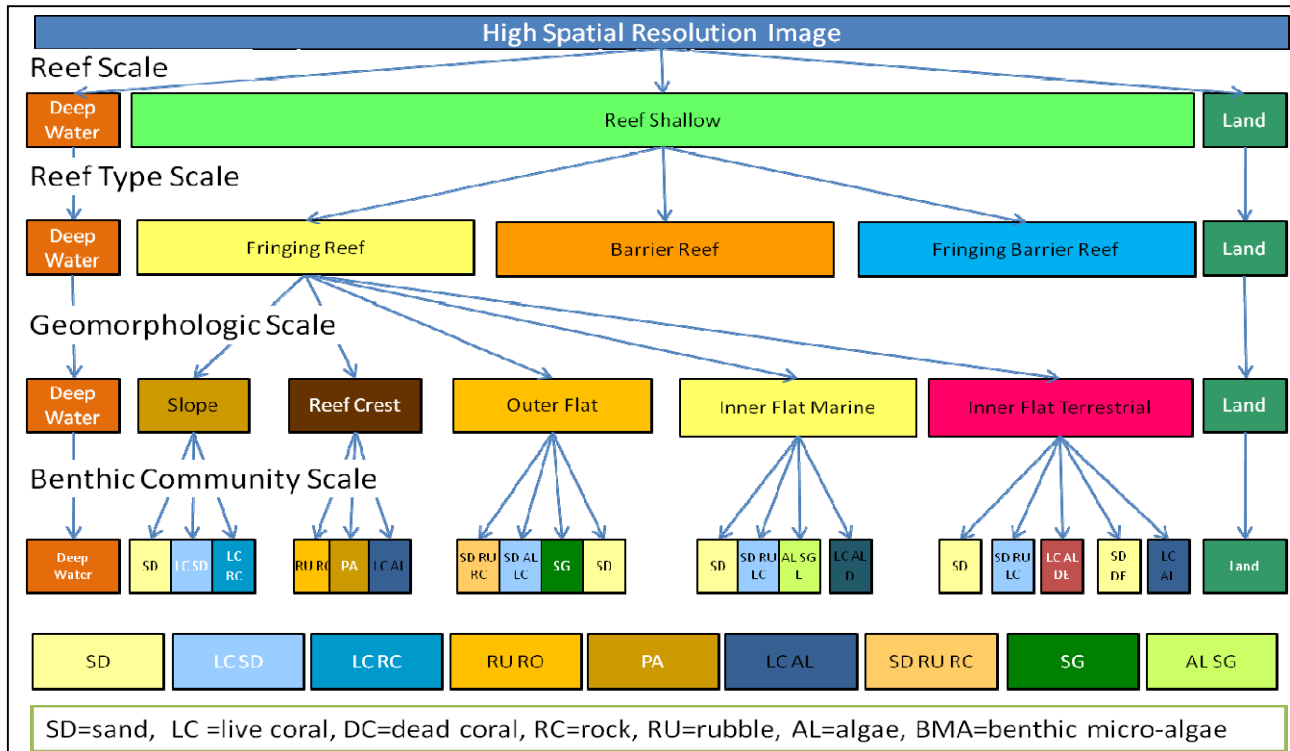 High Spatial Resolution Image
Reef Scale
Deep Water
Reef Shallow
Land
Reef Type Scale
Deep Water
Fringing Reef
Barrier Reef
Fringing Barrier Reef
Land
Geomorphologic Scale
Deep Water
Slope
Reef Crest
Outer Flat
Inner Flat Marine
Inner Flat Terrestrial
Land
Benthic Community Scale
Deep Water
SD
LC SD
LC RC
RU RO
PA
LC AL
SD RU RC
SD AL LC
SG
SD
SD
SD RU LC
AL SG L
LC AL D
SD
SD RU LC
LC AL DE
SD DE
LC AL
Land
SD
LC SD
LC RC
RU RO
PA
LC AL
SD RU RC
SG
AL SG
SD=sand, LC =live coral, DC=dead coral, RC=rock, RU=rubble, AL=algae, BMA=benthic micro-algae